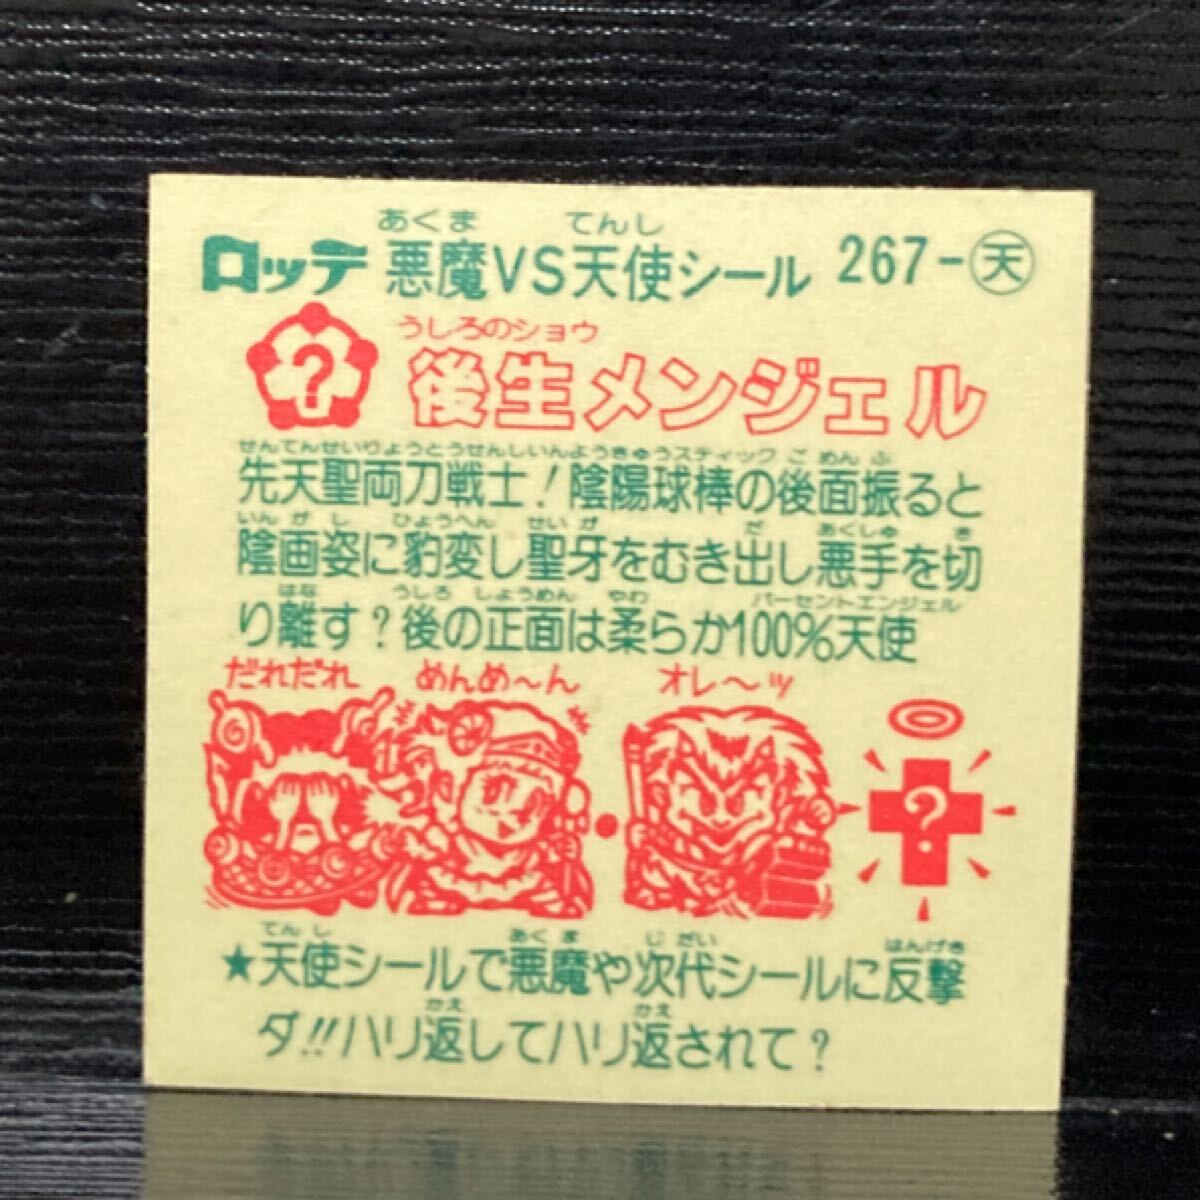 あくま てんし
ロッテ 悪魔VS天使シール 267-天
うしろのショウ
? 後生メンジェル
せんてんせいりょうとうせんしいんようきゅうスティック ごめんふ
先天聖両刀戦士!陰陽球棒の後面振ると
いんがし ひょうへん せいが だ あくしゅ き
陰画姿に豹変し聖牙をむき出し悪手を切
はな うしろ しょうめん やわ パーセントエンジェル
り離す?後の正面は柔らか100%天使
だれだれ めんめ〜ん オレ〜ッ
?
てんし あくま じだい はんげき
★天使シールで悪魔や次代シールに反撃
かえ かえ
ダ!!ハリ返してハリ返されて?